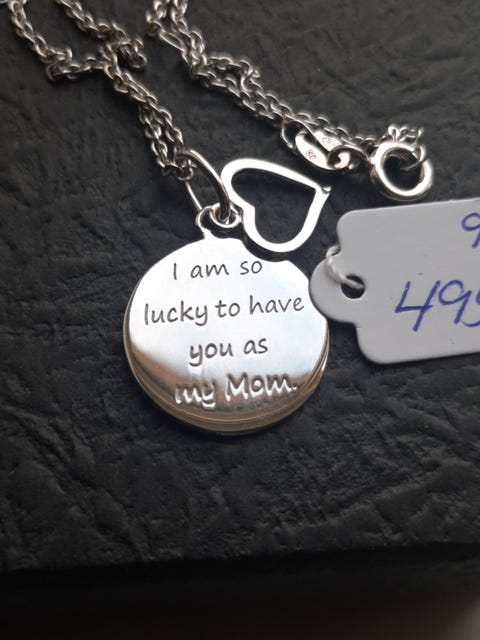 I am so
lucky to have
you as
my Mom.